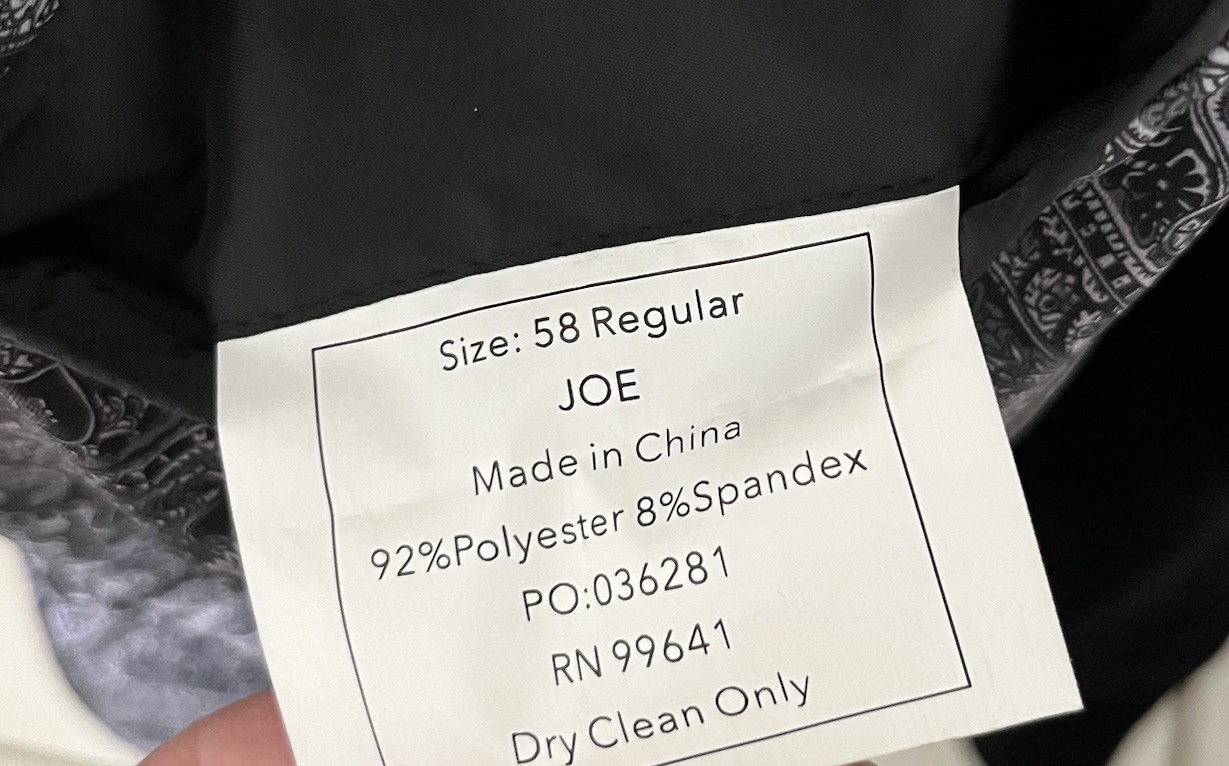 Size: 58 Regular
JOE
Made in China
92%Polyester 8%Spandex
PO:036281
RN 99641
Dry Clean Only